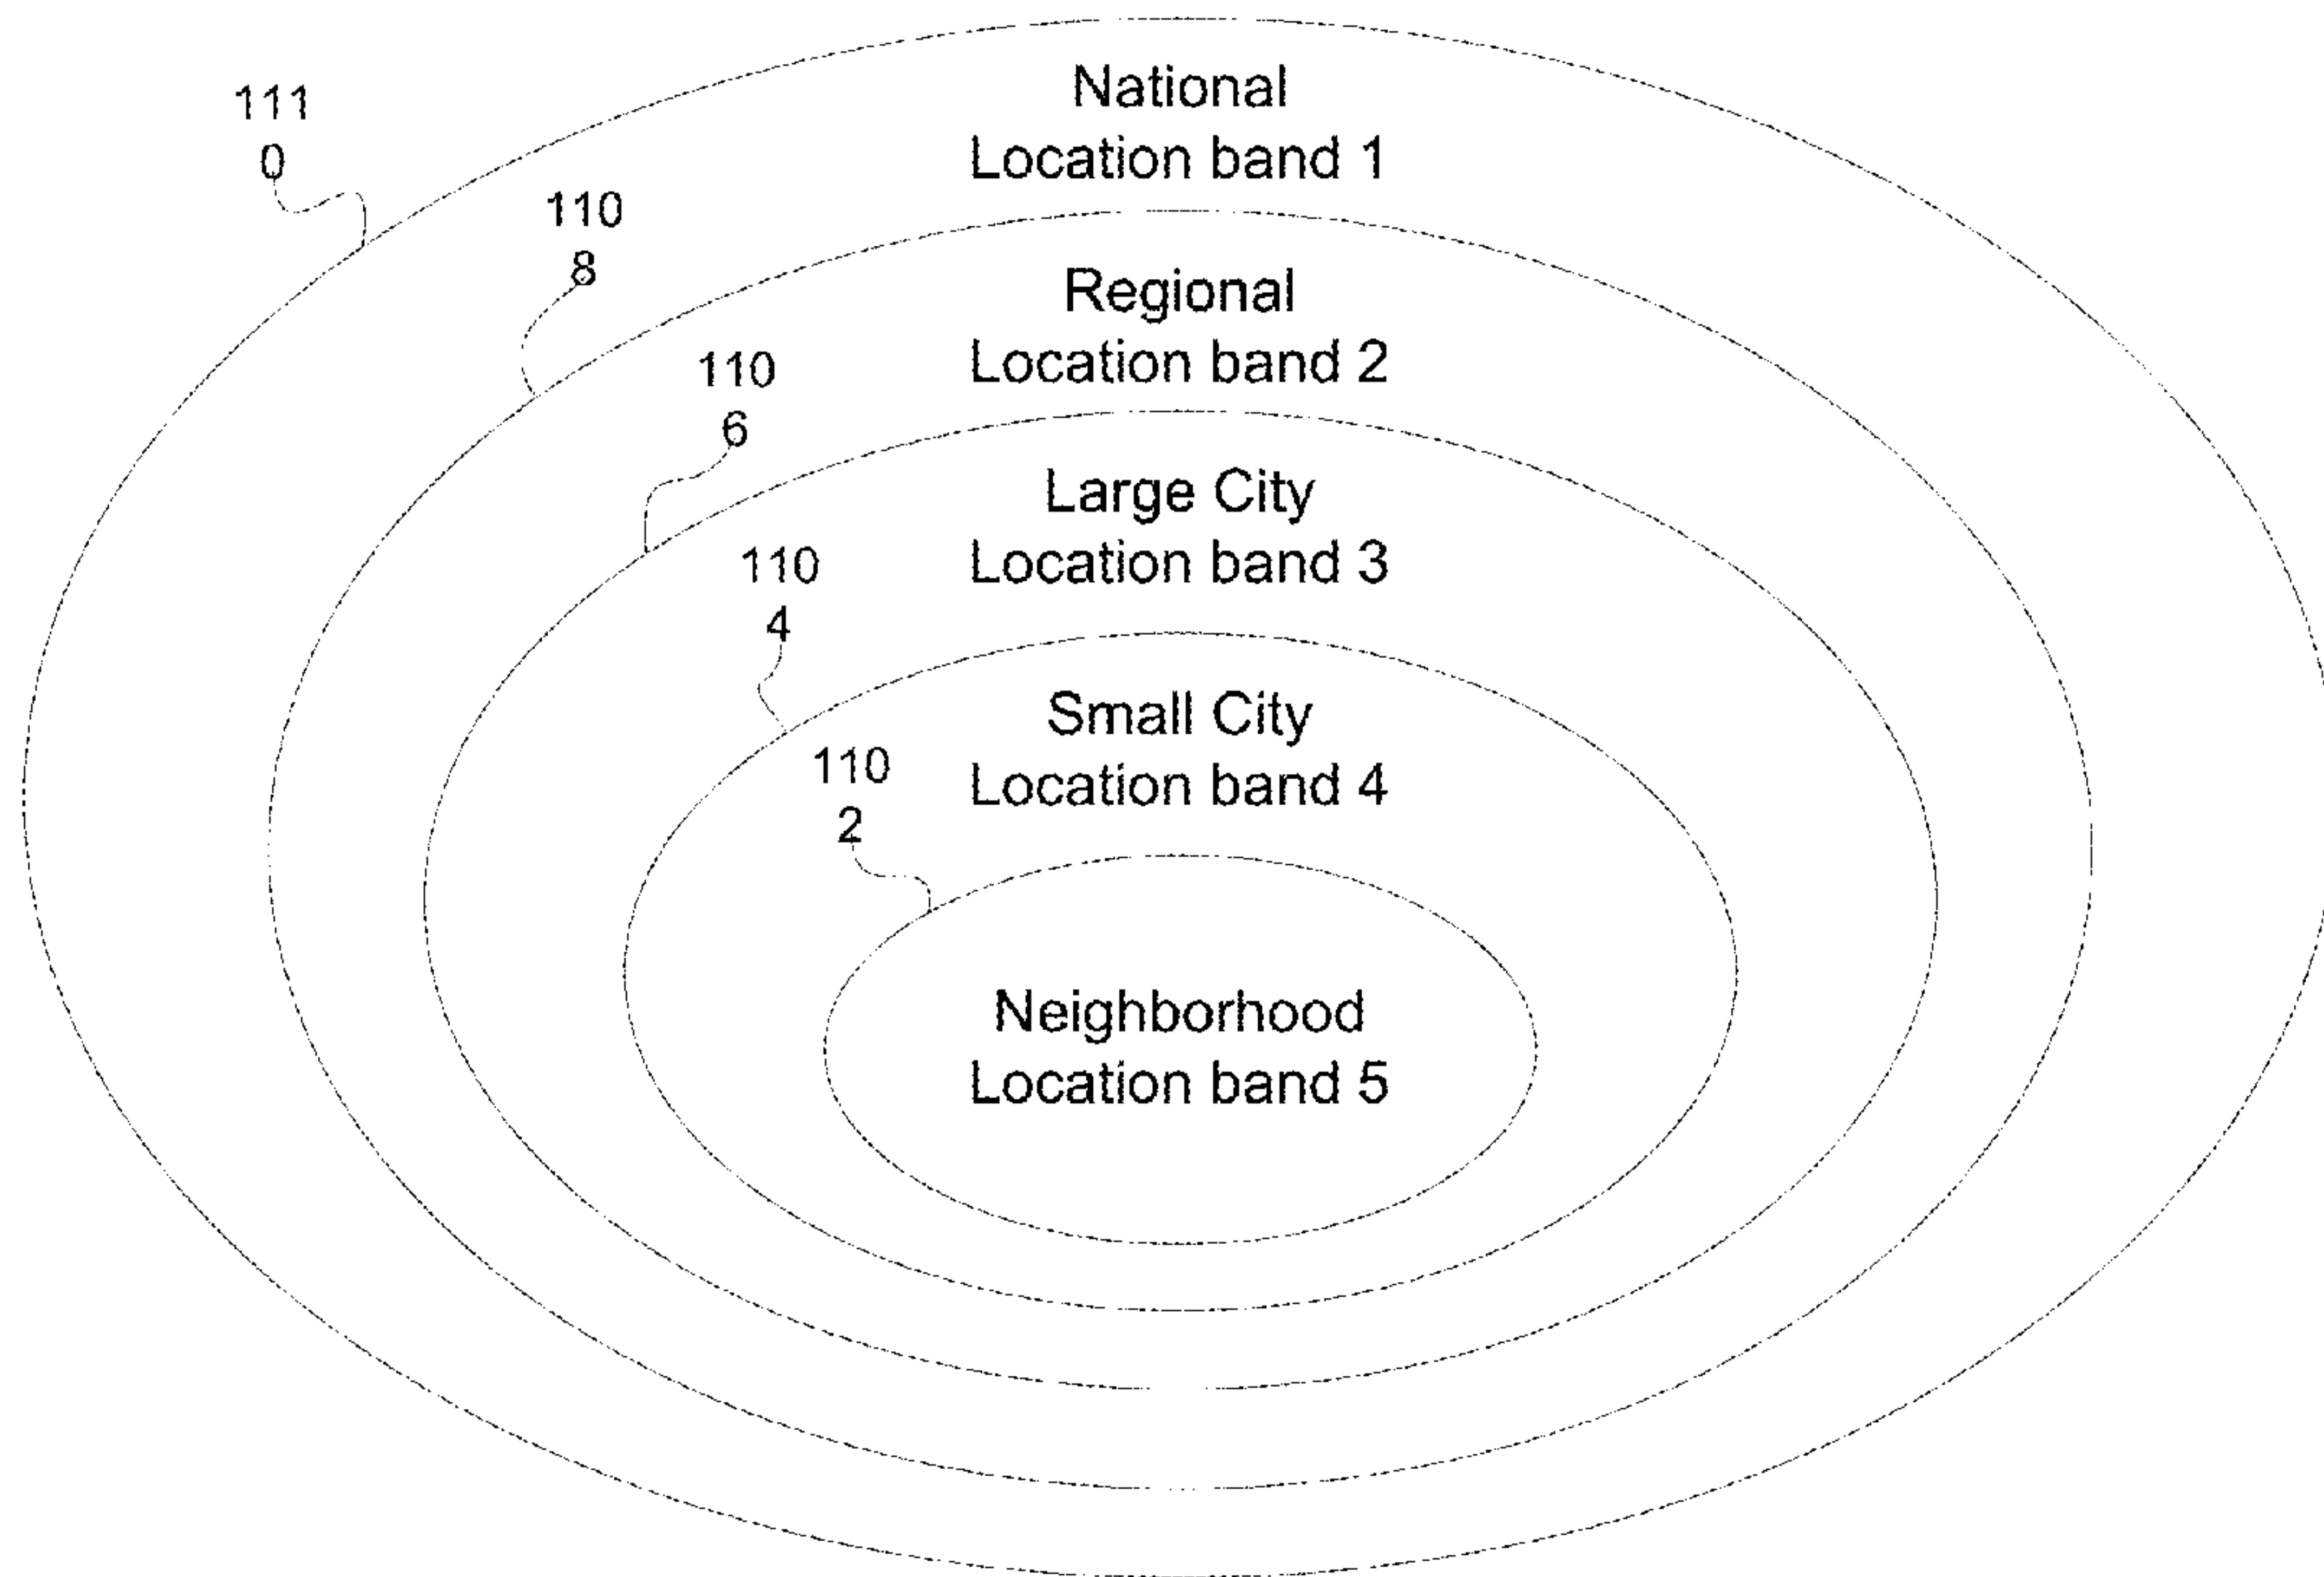 National
Location band 1
111
0
110
8
Regional
Location band 2
110
6
Large City
Location band 3
110
4
Small City
Location band 4
110
2
Neighborhood
Location band 5